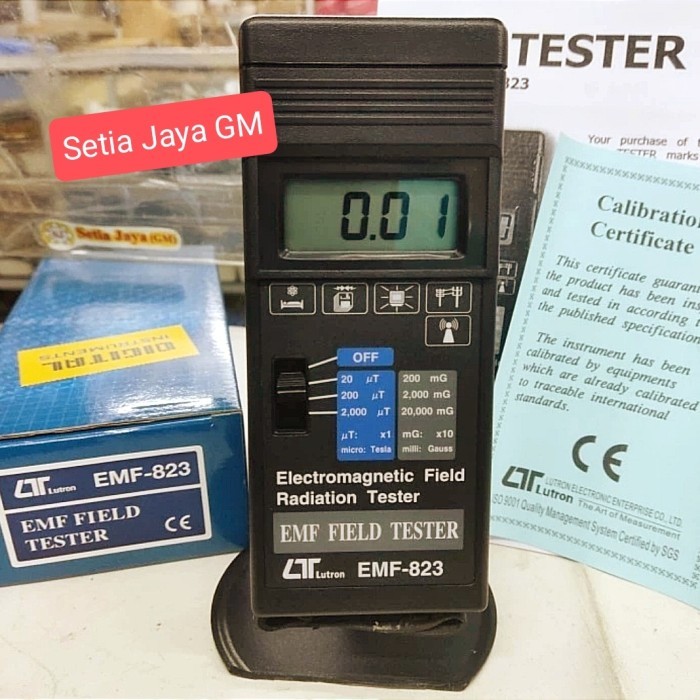 TESTER
823
Your purchase of
TESTER marks
Setia Jaya GM
Setia Jaya (GM)
0.01
OFF
20 µT 200 mG
200 µT 2,000 mG
2,000 µT 20,000 mG
µT: x1 mG: x10
micro: Tesla milli: Gauss
Electromagnetic Field
Radiation Tester
EMF FIELD TESTER
Lutron EMF-823
DIGITAL
INSTRUMENTS
Lutron EMF-823
EMF FIELD
TESTER CE
Calibration
Certificate
This certificate
the product has been
and tested in according
the published
The instrument has been
calibrated by equipments
which are already calibrated
to traceable international
standards.
CE
Lutron LUTRON ELECTRONIC ENTERPRISE CO., LTD.
The Art of Measurement
ISO 9001 Quality Management System Certified by SGS